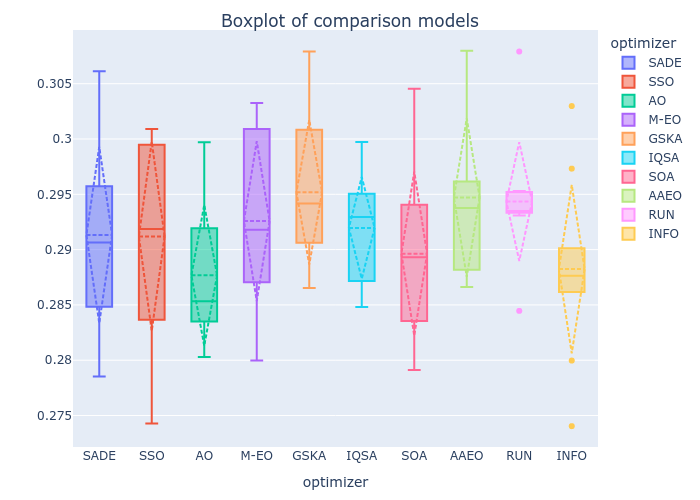 Boxplot of comparison models
optimizer
SADE
SSO
AO
M-EO
GSKA
IQSA
SOA
AAEO
RUN
INFO
0.305
0.3
0.295
0.29
0.285
0.28
0.275
SADE SSO AO M-EO GSKA IQSA SOA AAEO RUN INFO
optimizer